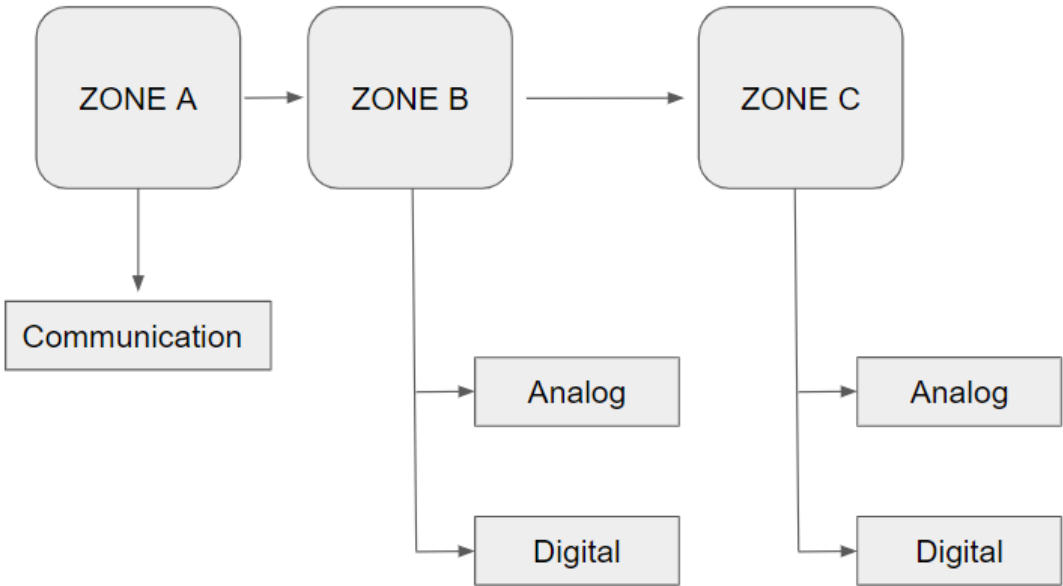 ZONE A
ZONE B
ZONE C
Communication
Analog
Analog
Digital
Digital